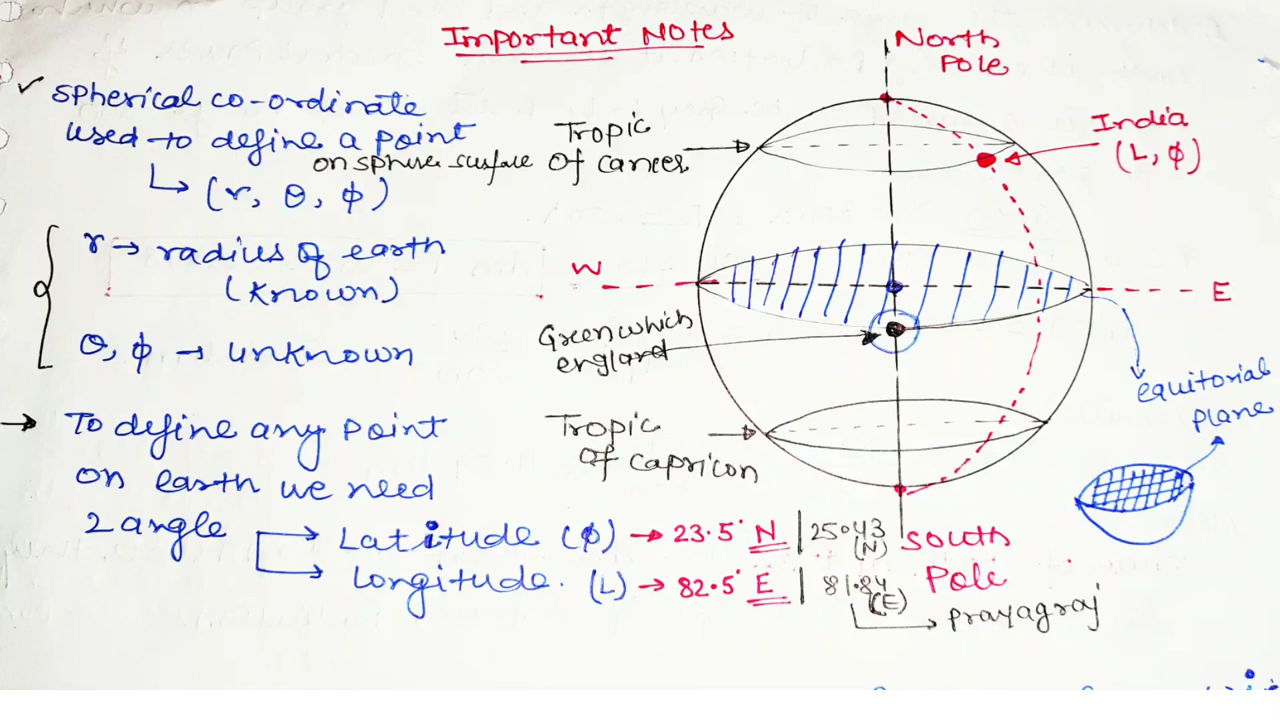 Important Notes
✓ spherical co-ordinate
used to define a point
on sphere surface
↳ (r, θ, ϕ)
r → radius of earth
(known)
θ, ϕ → unknown
→ To define any point
on earth we need
2 angle
Latitude (ϕ) → 23.5° N | 25.43 (N)
Longitude. (L) → 82.5° E | 81.84 (E)
prayagraj
North
Pole
Tropic
Of cancer
India
(L, ϕ)
W
E
Greenwhich
england
equitorial
plane
Tropic
Of Capricon
south
Pole